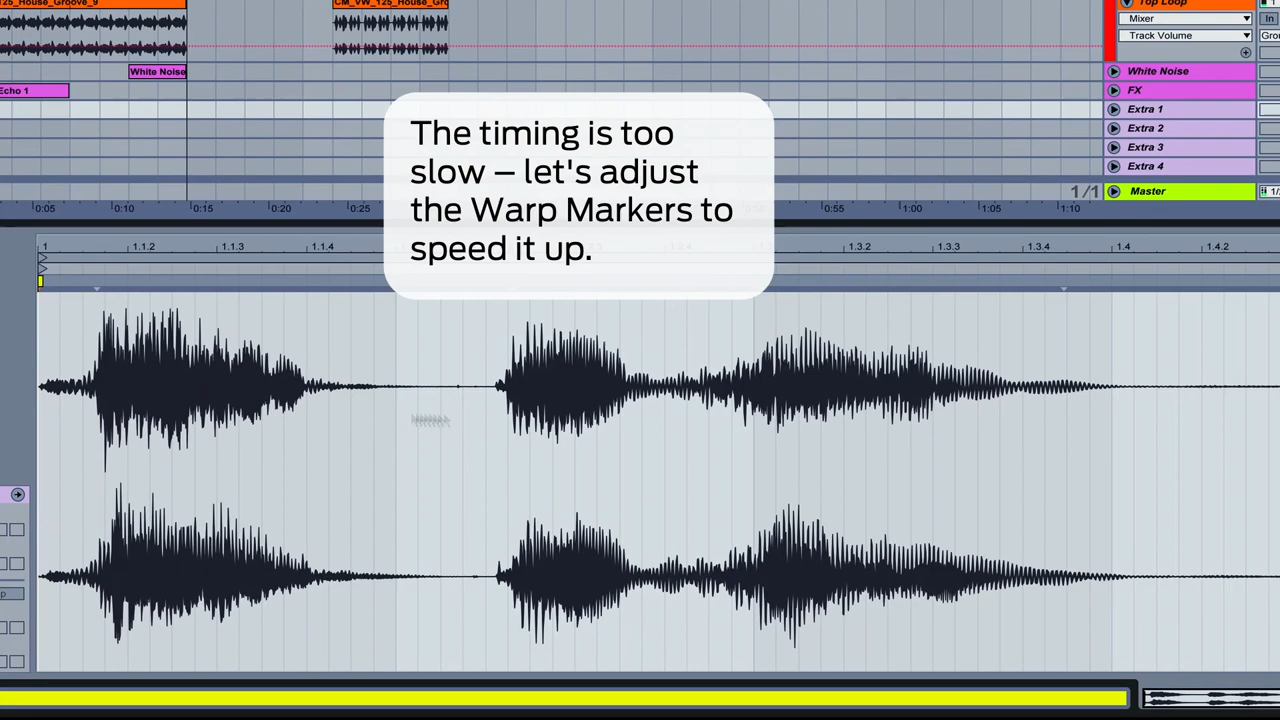 25_House_Groove_9
CM_VW_125_House_Gro
Top Loop
Mixer
In
Track Volume
Grou
White Noise
White Noise
Echo 1
FX
Extra 1
Extra 2
Extra 3
Extra 4
1/1
Master
1/
0:05
0:10
0:15
0:20
0:25
0:55
1:00
1:05
1:10
The timing is too
slow – let's adjust
the Warp Markers to
speed it up.
1
1.1.2
1.1.3
1.1.4
1.3.2
1.3.3
1.3.4
1.4
1.4.2